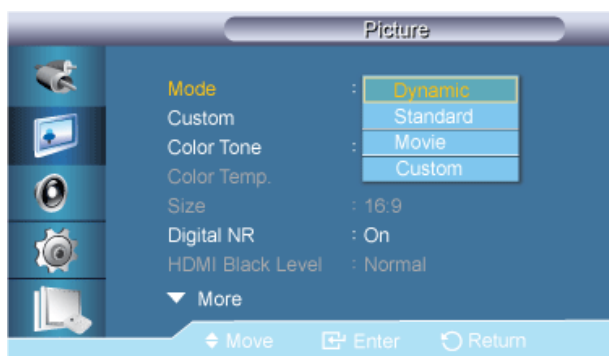 Picture
Mode : Dynamic
Custom Standard
Color Tone : Movie
Color Temp. Custom
Size : 16:9
Digital NR : On
HDMI Black Level : Normal
▼ More
Move Enter Return